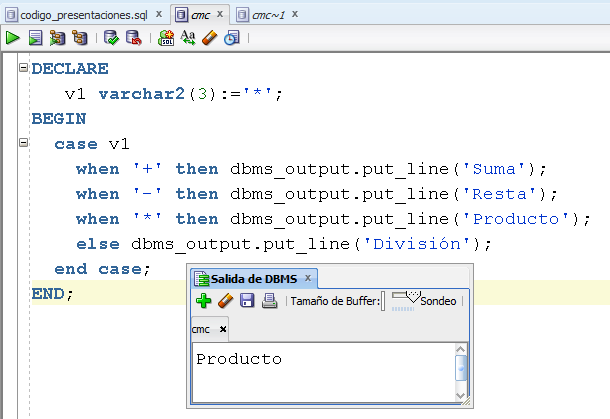 codigo_presentaciones.sql x cmc x cmc~1 x
SQL Aa
DECLARE
v1 varchar2(3):='*';
BEGIN
case v1
when '+' then dbms_output.put_line('Suma');
when '-' then dbms_output.put_line('Resta');
when '*' then dbms_output.put_line('Producto');
else dbms_output.put_line('División');
end case;
END;
Salida de DBMS x
Tamaño de Buffer: Sondeo
cmc x
Producto